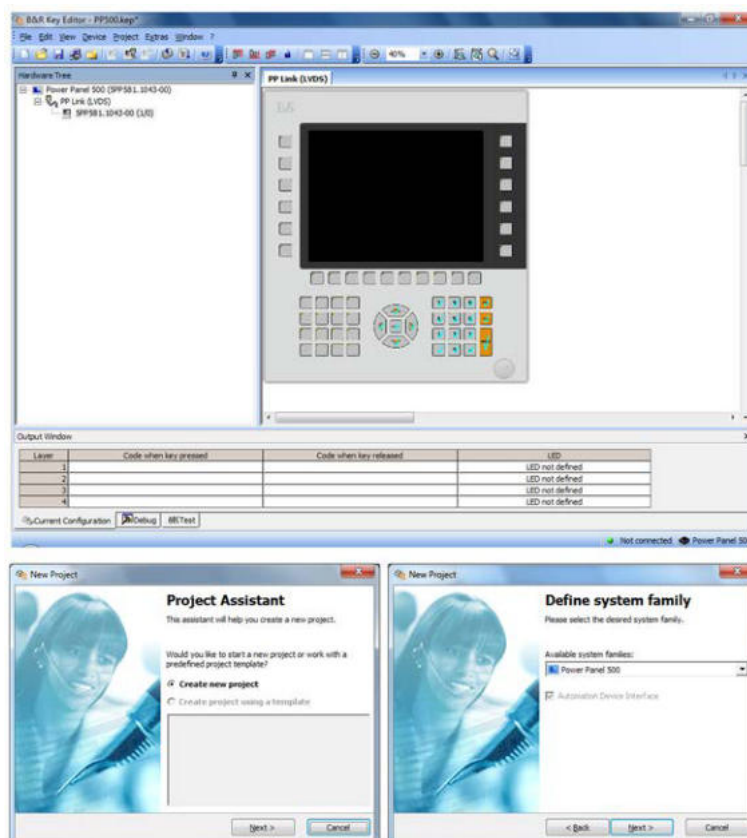 B&R Key Editor - PP500.kep*
File Edit View Device Project Extras Window ?
40%
Hardware Tree
PP Link (LVDS)
Power Panel 500 (5PP581.1043-00)
PP Link (LVDS)
5PP581.1043-00 (1/0)
Output Window
Layer Code when key pressed Code when key released LED
1 LED not defined
2 LED not defined
3 LED not defined
4 LED not defined
Current Configuration Debug Test
Not connected Power Panel 50
New Project
Project Assistant
This assistant will help you create a new project.
Would you like to start a new project or work with a
predefined project template?
Create new project
Create project using a template
Next > Cancel
New Project
Define system family
Please select the desired system family.
Available system families:
Power Panel 500
Automation Device Interface
< Back Next > Cancel